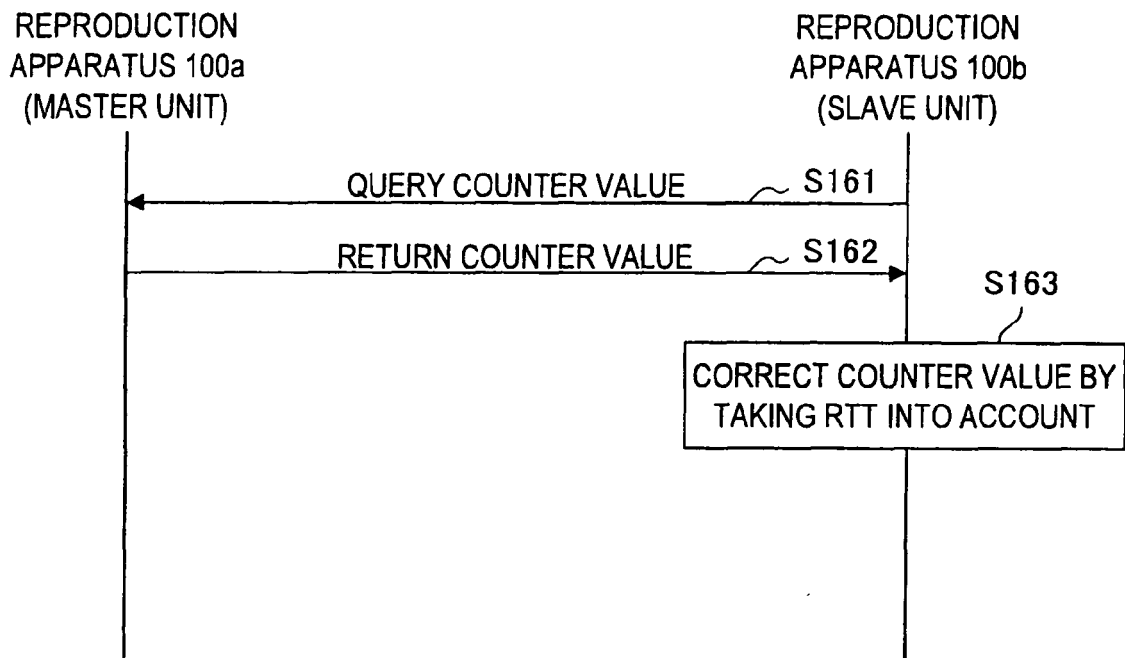 REPRODUCTION
APPARATUS 100a
(MASTER UNIT)
REPRODUCTION
APPARATUS 100b
(SLAVE UNIT)
QUERY COUNTER VALUE
S161
RETURN COUNTER VALUE
S162
S163
CORRECT COUNTER VALUE BY
TAKING RTT INTO ACCOUNT